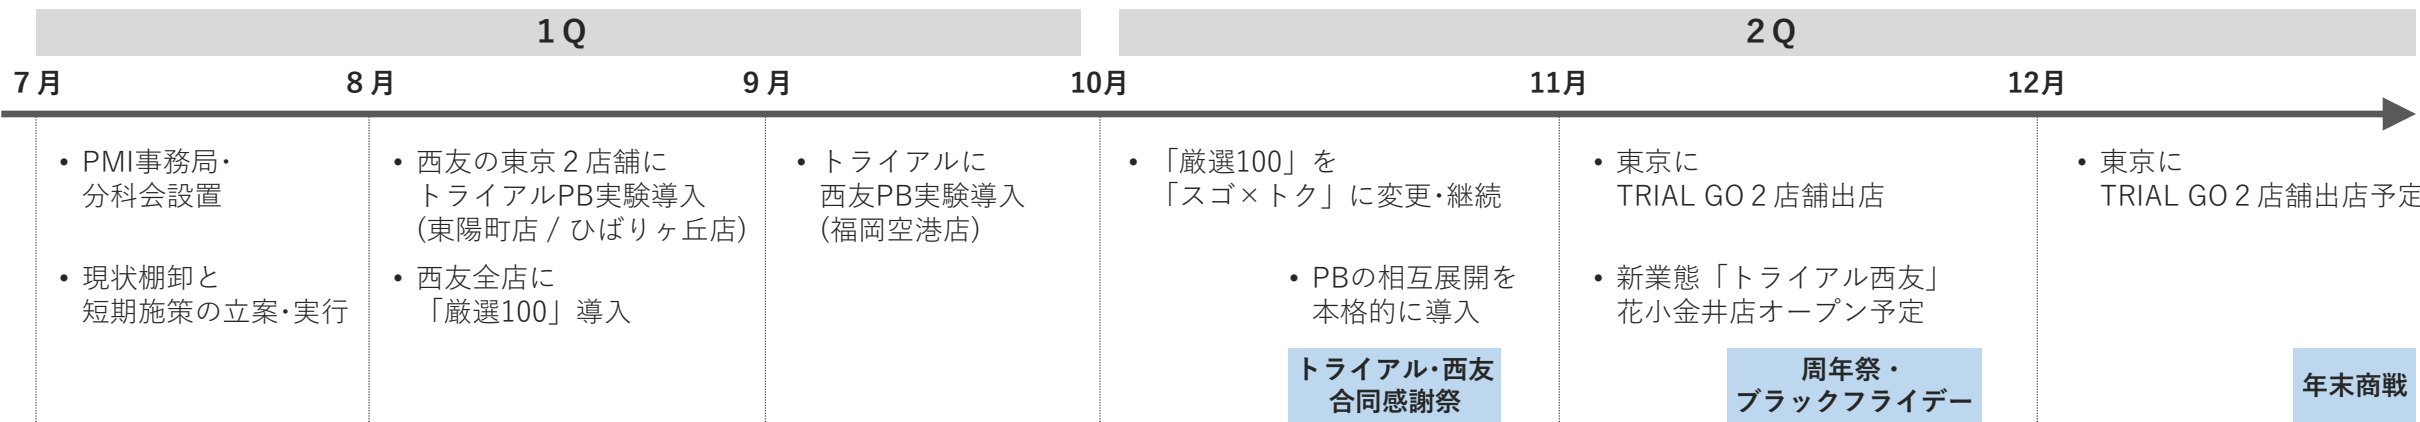 1Q
2Q
7月
8月
9月
10月
11月
12月
• PMI事務局・
分科会設置
• 現状棚卸と
短期施策の立案・実行
• 西友の東京2店舗に
トライアルPB実験導入
(東陽町店 / ひばりヶ丘店)
• 西友全店に
「厳選100」導入
• トライアルに
西友PB実験導入
(福岡空港店)
• 「厳選100」を
「スゴ×トク」に変更・継続
• PBの相互展開を
本格的に導入
トライアル・西友
合同感謝祭
• 東京に
TRIAL GO2店舗出店
• 新業態「トライアル西友」
花小金井店オープン予定
周年祭・
ブラックフライデー
• 東京に
TRIAL GO2店舗出店予定
年末商戦